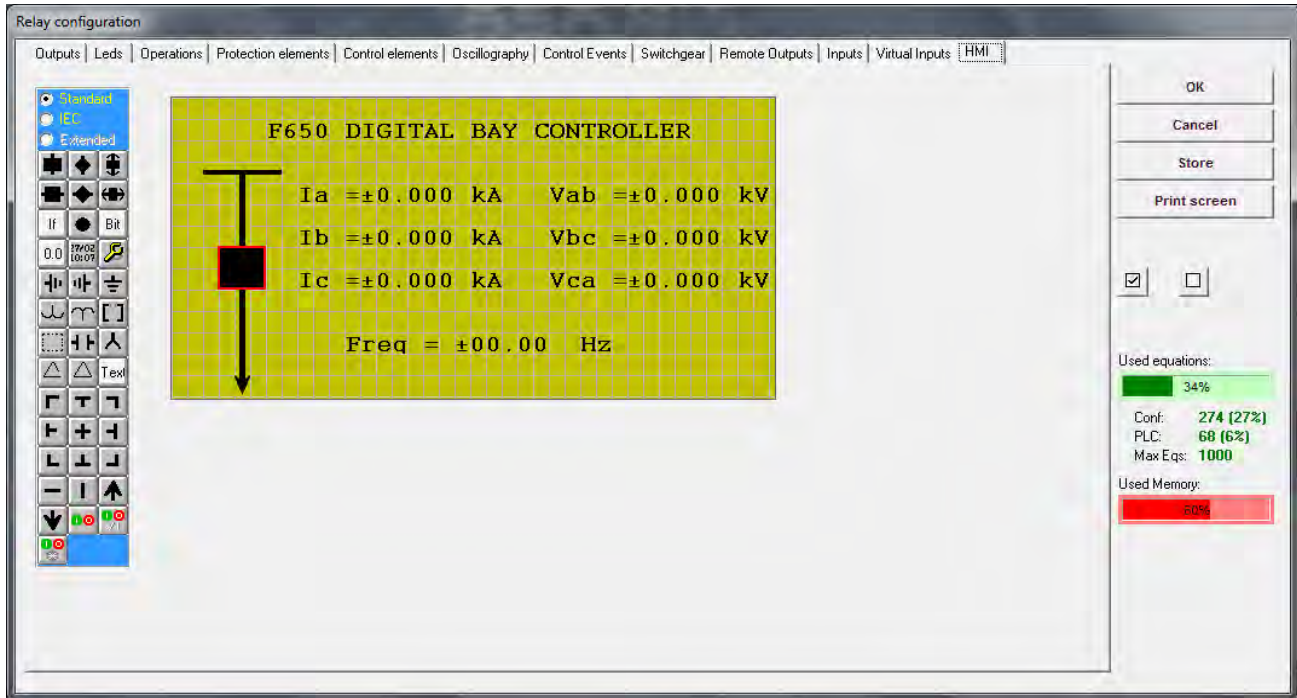 Relay configuration
Outputs Leds Operations Protection elements Control elements Oscillography Control Events Switchgear Remote Outputs Inputs Virtual Inputs HMI
Standard
IEC
Extended
If Bit
0.0 27/02 10:07
Text
F650 DIGITAL BAY CONTROLLER
Ia =±0.000 kA Vab =±0.000 kV
Ib =±0.000 kA Vbc =±0.000 kV
Ic =±0.000 kA Vca =±0.000 kV
Freq = ±00.00 Hz
OK
Cancel
Store
Print screen
Used equations:
34%
Conf: 274 (27%)
PLC: 68 (6%)
Max Eqs: 1000
Used Memory:
60%